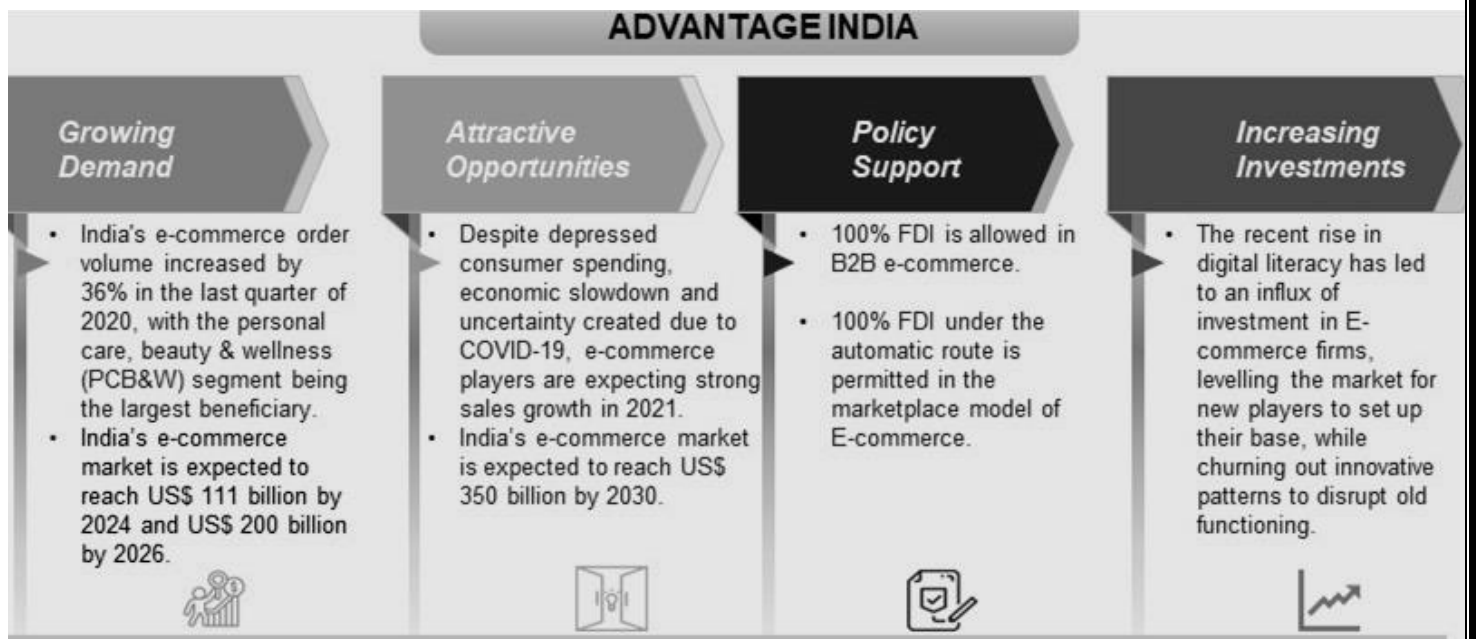 ADVANTAGE INDIA
Growing
Demand
• India's e-commerce order
volume increased by
36% in the last quarter of
2020, with the personal
care, beauty & wellness
(PCB&W) segment being
the largest beneficiary.
• India's e-commerce
market is expected to
reach US$ 111 billion by
2024 and US$ 200 billion
by 2026.
Attractive
Opportunities
• Despite depressed
consumer spending,
economic slowdown and
uncertainty created due to
COVID-19, e-commerce
players are expecting strong
sales growth in 2021.
• India's e-commerce market
is expected to reach US$
350 billion by 2030.
Policy
Support
• 100% FDI is allowed in
B2B e-commerce.
• 100% FDI under the
automatic route is
permitted in the
marketplace model of
E-commerce.
Increasing
Investments
• The recent rise in
digital literacy has led
to an influx of
investment in E-
commerce firms,
levelling the market for
new players to set up
their base, while
churning out innovative
patterns to disrupt old
functioning.
$